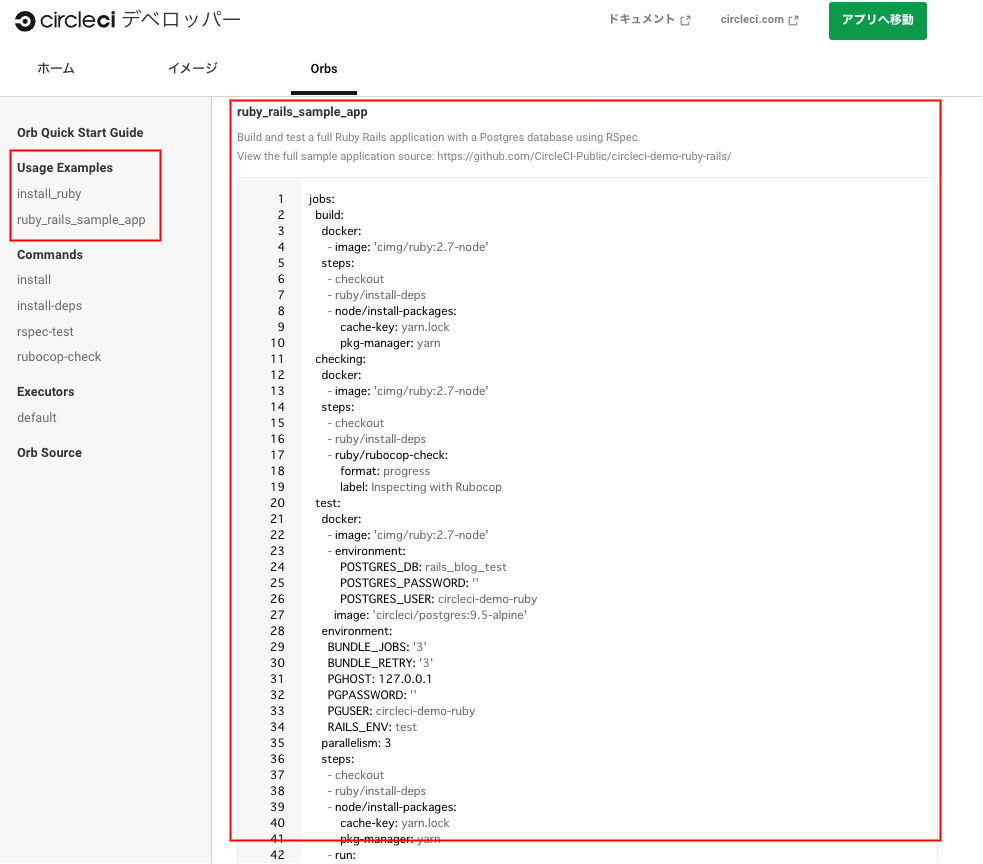 circleci デベロッパー
ドキュメント
circleci.com
アプリへ移動
ホーム
イメージ
Orbs
Orb Quick Start Guide
Usage Examples
install_ruby
ruby_rails_sample_app
Commands
install
install-deps
rspec-test
rubocop-check
Executors
default
Orb Source
ruby_rails_sample_app
Build and test a full Ruby Rails application with a Postgres database using RSpec.
View the full sample application source: https://github.com/CircleCI-Public/circleci-demo-ruby-rails/
1 jobs:
2 build:
3 docker:
4 - image: 'cimg/ruby:2.7-node'
5 steps:
6 - checkout
7 - ruby/install-deps
8 - node/install-packages:
9 cache-key: yarn.lock
10 pkg-manager: yarn
11 checking:
12 docker:
13 - image: 'cimg/ruby:2.7-node'
14 steps:
15 - checkout
16 - ruby/install-deps
17 - ruby/rubocop-check:
18 format: progress
19 label: Inspecting with Rubocop
20 test:
21 docker:
22 - image: 'cimg/ruby:2.7-node'
23 - environment:
24 POSTGRES_DB: rails_blog_test
25 POSTGRES_PASSWORD: ''
26 POSTGRES_USER: circleci-demo-ruby
27 image: 'circleci/postgres:9.5-alpine'
28 environment:
29 BUNDLE_JOBS: '3'
30 BUNDLE_RETRY: '3'
31 PGHOST: 127.0.0.1
32 PGPASSWORD: ''
33 PGUSER: circleci-demo-ruby
34 RAILS_ENV: test
35 parallelism: 3
36 steps:
37 - checkout
38 - ruby/install-deps
39 - node/install-packages:
40 cache-key: yarn.lock
41 pkg-manager: yarn
42 - run: